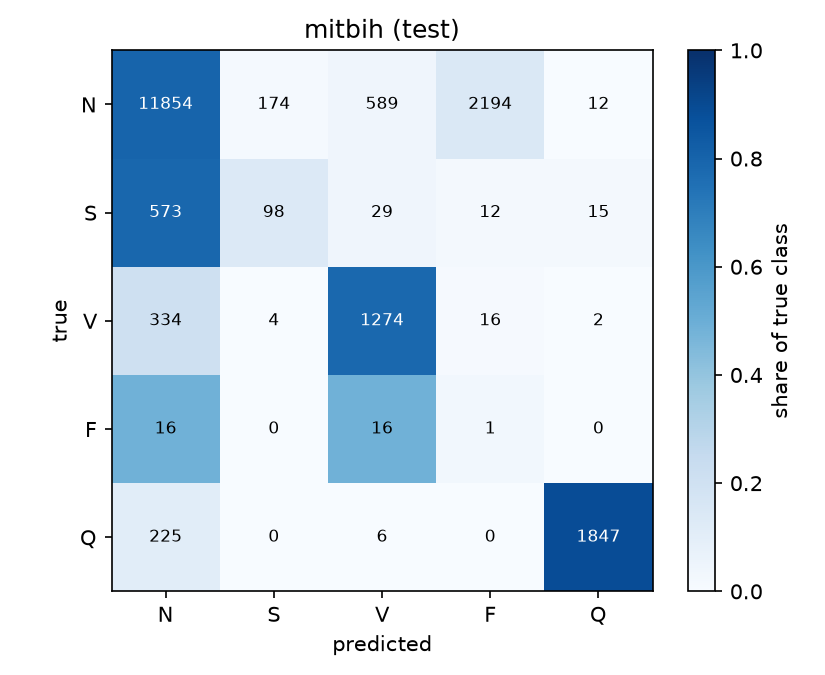 mitbih (test)
N 11854 174 589 2194 12
S 573 98 29 12 15
V 334 4 1274 16 2
F 16 0 16 1 0
Q 225 0 6 0 1847
N S V F Q
predicted
true
1.0
0.8
0.6
0.4
0.2
0.0
share of true class